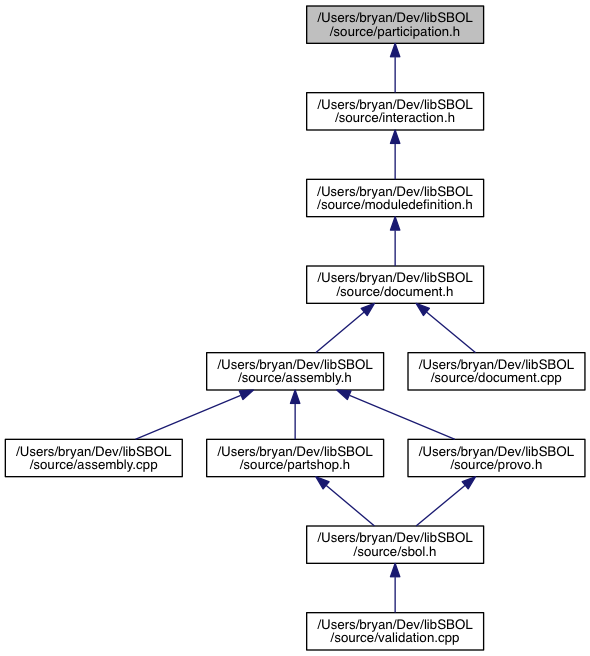 /Users/bryan/Dev/libSBOL
/source/participation.h
/Users/bryan/Dev/libSBOL
/source/interaction.h
/Users/bryan/Dev/libSBOL
/source/moduledefinition.h
/Users/bryan/Dev/libSBOL
/source/document.h
/Users/bryan/Dev/libSBOL
/source/assembly.h
/Users/bryan/Dev/libSBOL
/source/document.cpp
/Users/bryan/Dev/libSBOL
/source/assembly.cpp
/Users/bryan/Dev/libSBOL
/source/partshop.h
/Users/bryan/Dev/libSBOL
/source/provo.h
/Users/bryan/Dev/libSBOL
/source/sbol.h
/Users/bryan/Dev/libSBOL
/source/validation.cpp